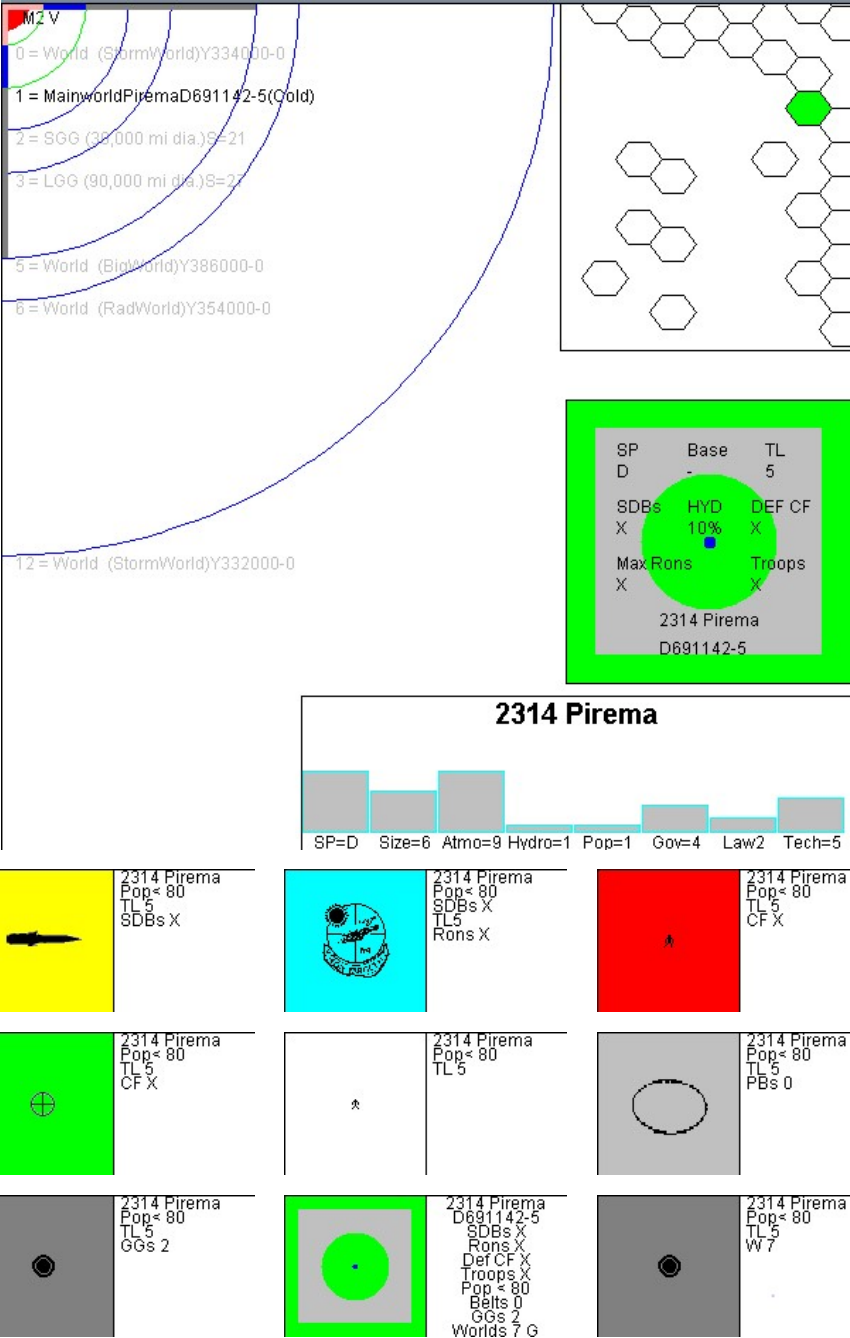 M2 V
0 = World (StormWorld)Y334000-0
1 = MainworldPiremaD691142-5(Cold)
2 = SGG (38,000 mi dia.)S=21
3 = LGG (90,000 mi dia.)S=27
5 = World (BigWorld)Y386000-0
6 = World (RadWorld)Y354000-0
12 = World (StormWorld)Y332000-0
SP Base TL
D - 5
SDBs HYD DEF CF
X 10% X
Max Rons Troops
X X
2314 Pirema
D691142-5
2314 Pirema
SP=D Size=6 Atmo=9 Hydro=1 Pop=1 Gov=4 Law2 Tech=5
2314 Pirema
Pop< 80
TL 5
SDBs X
2314 Pirema
Pop< 80
SDBs X
TL5
Rons X
2314 Pirema
Pop< 80
TL 5
CF X
2314 Pirema
Pop< 80
TL 5
CF X
2314 Pirema
Pop< 80
TL 5
2314 Pirema
Pop< 80
TL 5
PBs 0
2314 Pirema
Pop< 80
TL 5
GGs 2
2314 Pirema
D691142-5
SDBs X
Rons X
Def CF X
Troops X
Pop < 80
Belts 0
GGs 2
Worlds 7 G
2314 Pirema
Pop< 80
TL 5
W 7